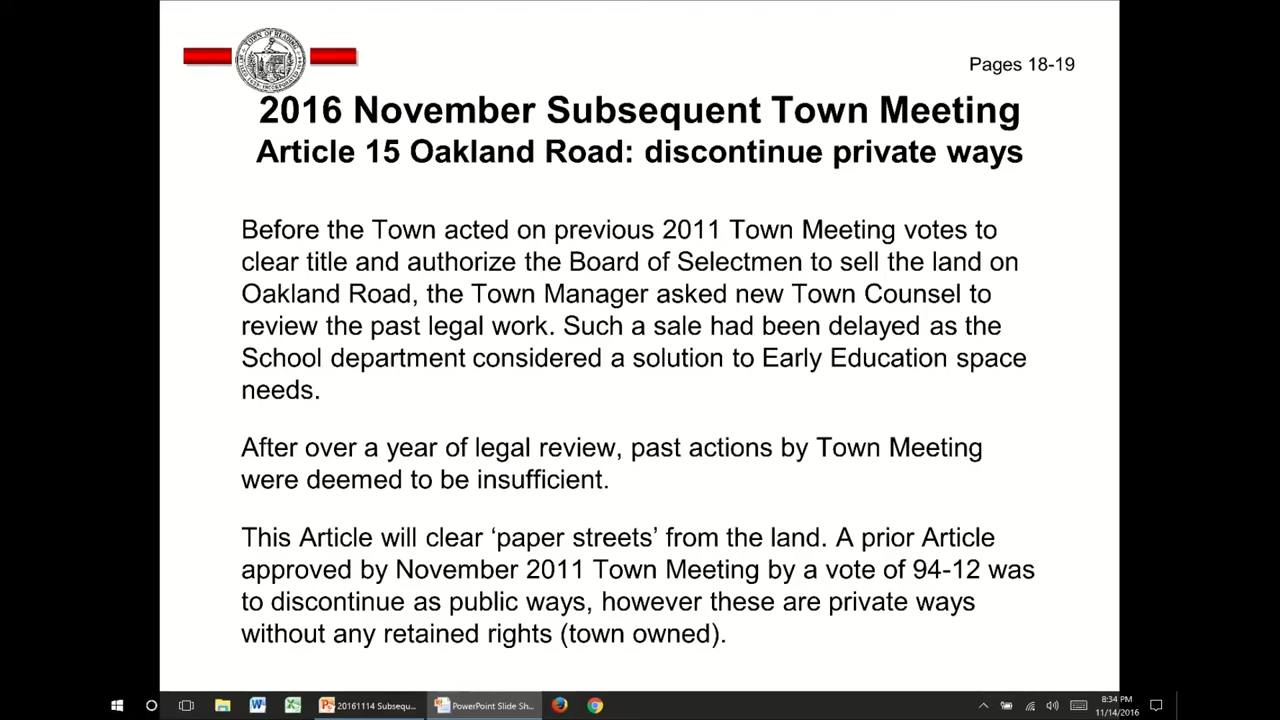 TOWN OF READING
Pages 18-19
2016 November Subsequent Town Meeting
Article 15 Oakland Road: discontinue private ways
Before the Town acted on previous 2011 Town Meeting votes to
clear title and authorize the Board of Selectmen to sell the land on
Oakland Road, the Town Manager asked new Town Counsel to
review the past legal work. Such a sale had been delayed as the
School department considered a solution to Early Education space
needs.
After over a year of legal review, past actions by Town Meeting
were deemed to be insufficient.
This Article will clear ‘paper streets’ from the land. A prior Article
approved by November 2011 Town Meeting by a vote of 94-12 was
to discontinue as public ways, however these are private ways
without any retained rights (town owned).
20161114 Subsequ...
PowerPoint Slide Sh...
8:34 PM
11/14/2016